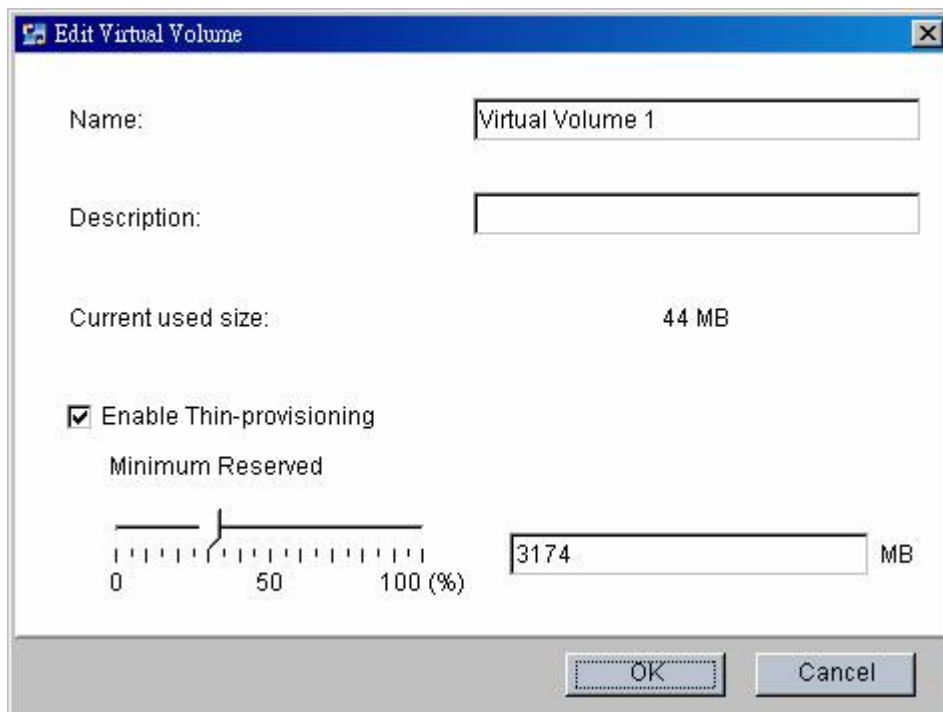 Edit Virtual Volume
Name:
Virtual Volume 1
Description:
Current used size:
44 MB
Enable Thin-provisioning
Minimum Reserved
0 50 100 (%)
3174 MB
OK Cancel